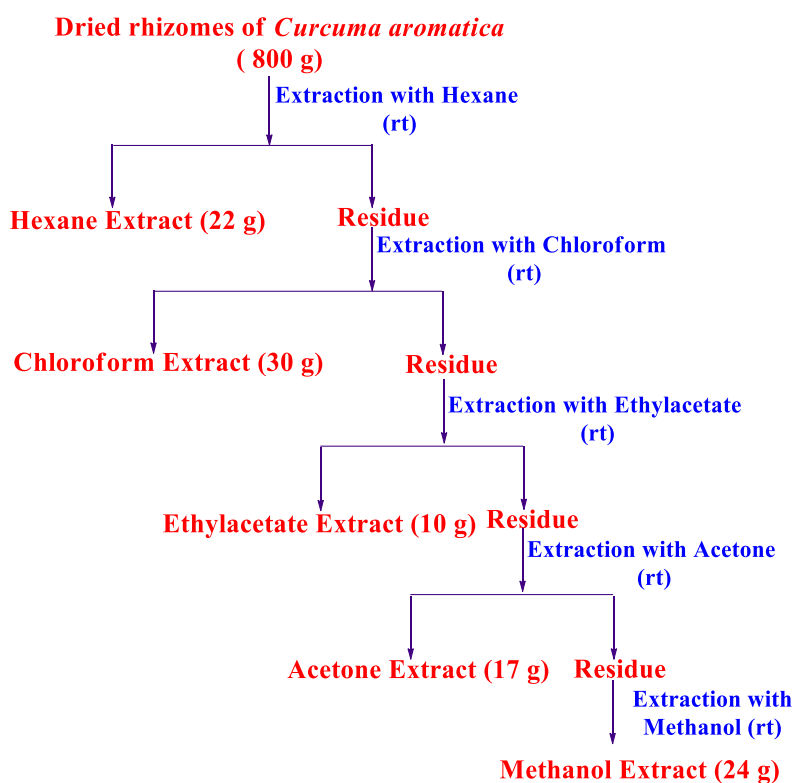 Dried rhizomes of Curcuma aromatica
( 800 g)
Extraction with Hexane
(rt)
Hexane Extract (22 g)
Residue
Extraction with Chloroform
(rt)
Chloroform Extract (30 g)
Residue
Extraction with Ethylacetate
(rt)
Ethylacetate Extract (10 g)
Residue
Extraction with Acetone
(rt)
Acetone Extract (17 g)
Residue
Extraction with
Methanol (rt)
Methanol Extract (24 g)